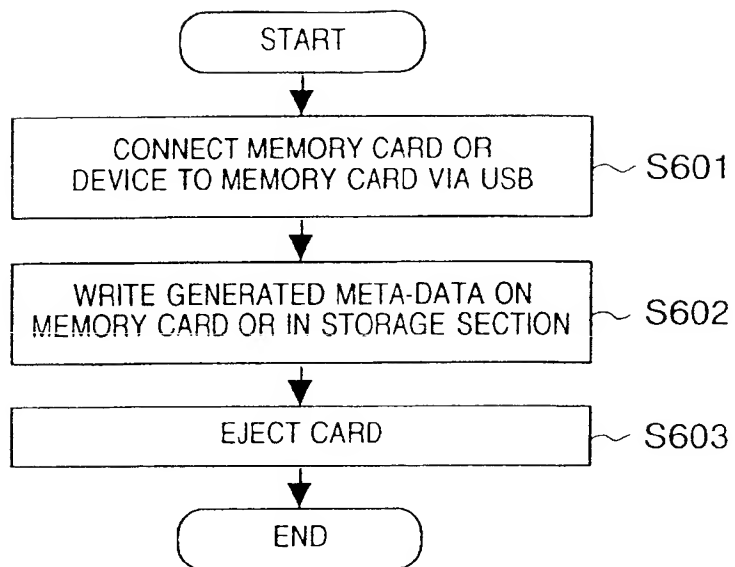 START
CONNECT MEMORY CARD OR
DEVICE TO MEMORY CARD VIA USB
S601
WRITE GENERATED META-DATA ON
MEMORY CARD OR IN STORAGE SECTION
S602
EJECT CARD
S603
END